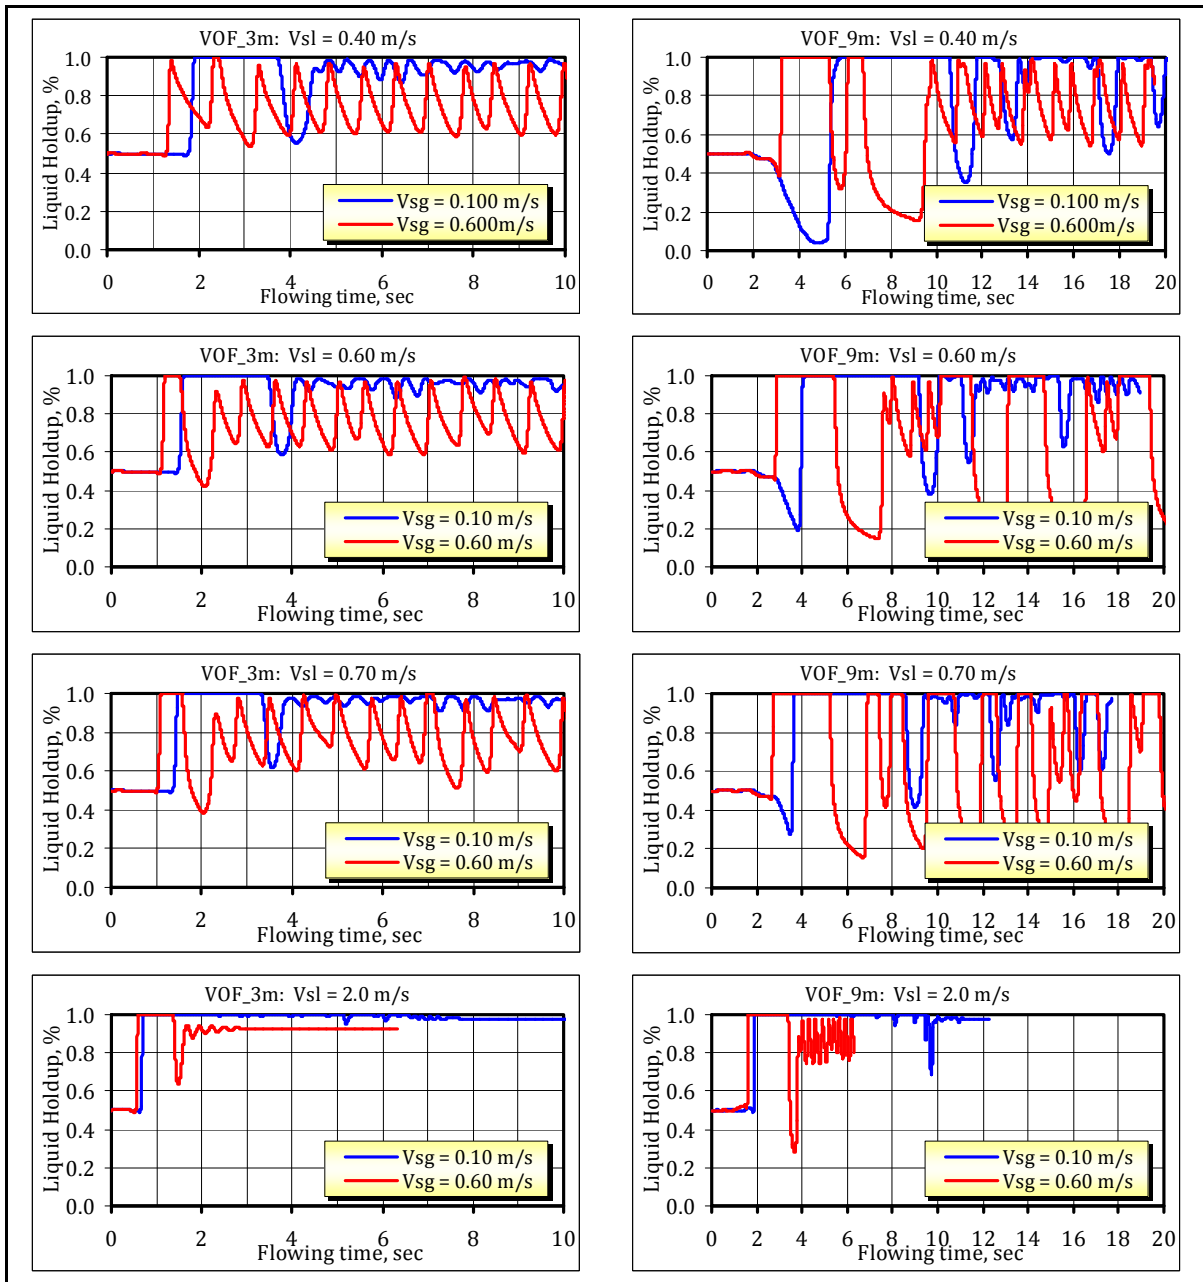 VOF_3m: Vsl = 0.40 m/s
Liquid Holdup, %
1.0
0.8
0.6
0.4
0.2
0.0
Vsg = 0.100 m/s
Vsg = 0.600m/s
0 2 4 6 8 10
Flowing time, sec
VOF_9m: Vsl = 0.40 m/s
Liquid Holdup, %
1.0
0.8
0.6
0.4
0.2
0.0
Vsg = 0.100 m/s
Vsg = 0.600m/s
0 2 4 6 8 10 12 14 16 18 20
Flowing time, sec
VOF_3m: Vsl = 0.60 m/s
Liquid Holdup, %
1.0
0.8
0.6
0.4
0.2
0.0
Vsg = 0.10 m/s
Vsg = 0.60 m/s
0 2 4 6 8 10
Flowing time, sec
VOF_9m: Vsl = 0.60 m/s
Liquid Holdup, %
1.0
0.8
0.6
0.4
0.2
0.0
Vsg = 0.10 m/s
Vsg = 0.60 m/s
0 2 4 6 8 10 12 14 16 18 20
Flowing time, sec
VOF_3m: Vsl = 0.70 m/s
Liquid Holdup, %
1.0
0.8
0.6
0.4
0.2
0.0
Vsg = 0.10 m/s
Vsg = 0.60 m/s
0 2 4 6 8 10
Flowing time, sec
VOF_9m: Vsl = 0.70 m/s
Liquid Holdup, %
1.0
0.8
0.6
0.4
0.2
0.0
Vsg = 0.10 m/s
Vsg = 0.60 m/s
0 2 4 6 8 10 12 14 16 18 20
Flowing time, sec
VOF_3m: Vsl = 2.0 m/s
Liquid Holdup, %
1.0
0.8
0.6
0.4
0.2
0.0
Vsg = 0.10 m/s
Vsg = 0.60 m/s
0 2 4 6 8 10
Flowing time, sec
VOF_9m: Vsl = 2.0 m/s
Liquid Holdup, %
1.0
0.8
0.6
0.4
0.2
0.0
Vsg = 0.10 m/s
Vsg = 0.60 m/s
0 2 4 6 8 10 12 14 16 18 20
Flowing time, sec